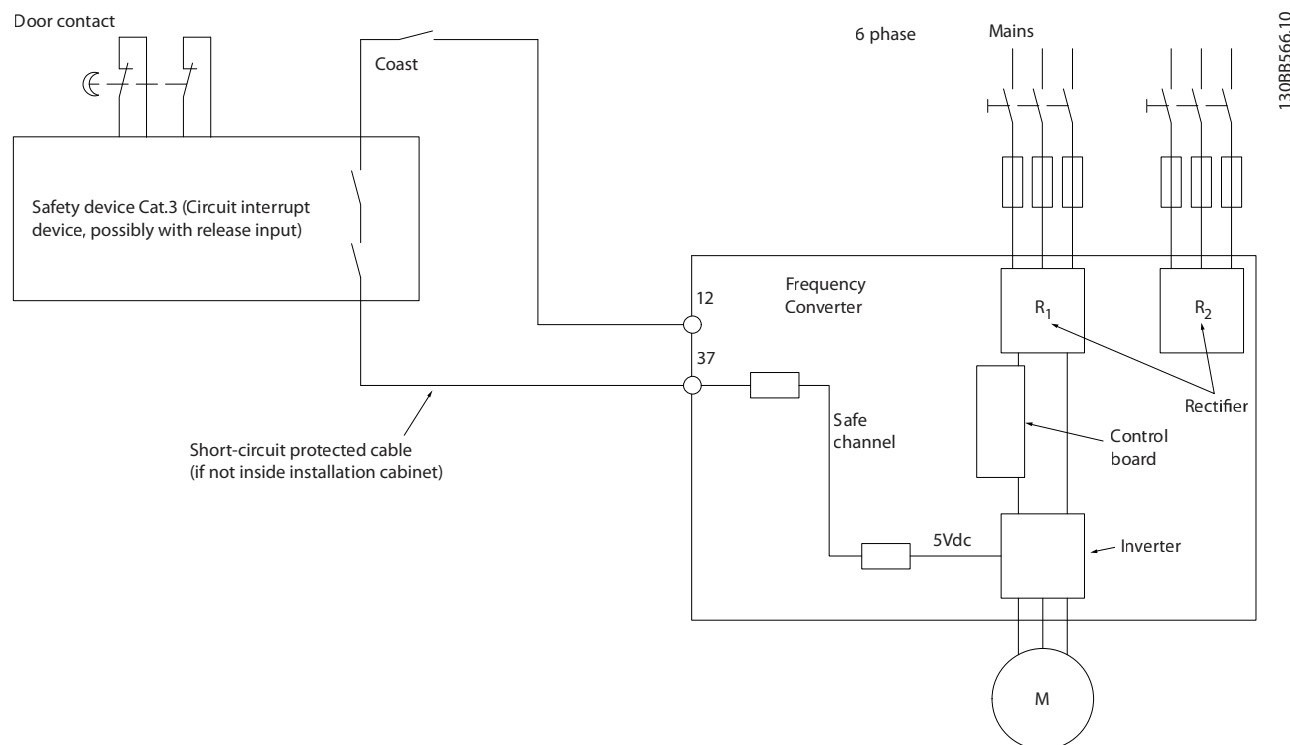 Door contact
Coast
6 phase
Mains
130BB566.10
Safety device Cat.3 (Circuit interrupt
device, possibly with release input)
12
37
Frequency
Converter
R1
R2
Rectifier
Safe
channel
Control
board
Short-circuit protected cable
(if not inside installation cabinet)
5Vdc
Inverter
M